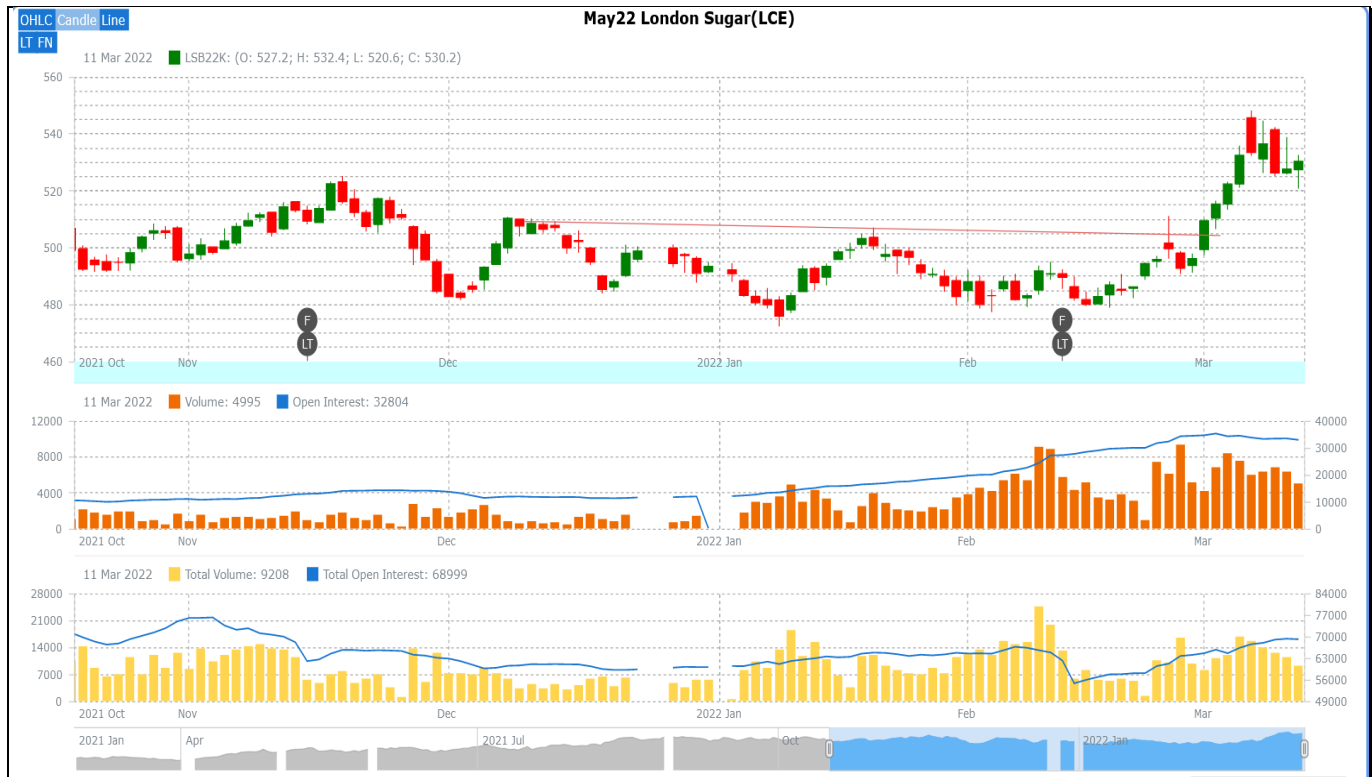 May22 London Sugar(LCE)
OHLC Candle Line
LT FN
11 Mar 2022 LSB22K: (O: 527.2; H: 532.4; L: 520.6; C: 530.2)
560
540
520
500
480
460
F F
LT LT
2021 Oct Nov Dec 2022 Jan Feb Mar
11 Mar 2022 Volume: 4995 Open Interest: 32804
12000 40000
30000
8000
20000
4000
10000
0 0
2021 Oct Nov Dec 2022 Jan Feb Mar
11 Mar 2022 Total Volume: 9208 Total Open Interest: 68999
28000 84000
21000 77000
14000 70000
63000
7000 56000
0 49000
2021 Oct Nov Dec 2022 Jan Feb Mar
2021 Jan Apr 2021 Jul Oct 2022 Jan